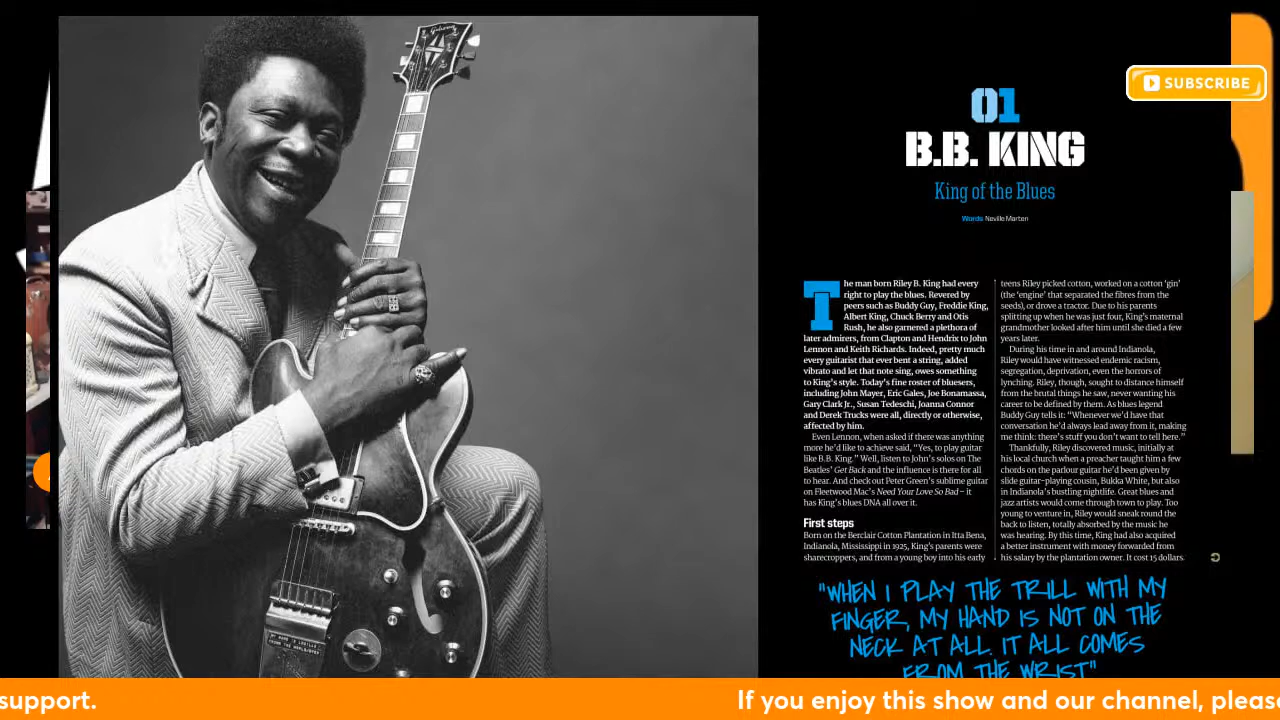 Gibson
SUBSCRIBE
01
B.B. KING
King of the Blues
Words Neville Marten
The man born Riley B. King had every
right to play the blues. Revered by
peers such as Buddy Guy, Freddie King,
Albert King, Chuck Berry and Otis
Rush, he also garnered a plethora of
later admirers, from Clapton and Hendrix to John
Lennon and Keith Richards. Indeed, pretty much
every guitarist that ever bent a string, added
vibrato and let that note sing, owes something
to King's style. Today's fine roster of bluesers,
including John Mayer, Eric Gales, Joe Bonamassa,
Gary Clark Jr., Susan Tedeschi, Joanna Connor
and Derek Trucks were all, directly or otherwise,
affected by him.
Even Lennon, when asked if there was anything
more he'd like to achieve said, "Yes, to play guitar
like B.B. King." Well, listen to John's solos on The
Beatles' Get Back and the influence is there for all
to hear. And check out Peter Green's sublime guitar
on Fleetwood Mac's Need Your Love So Bad – it
has King's blues DNA all over it.
First steps
Born on the Berclair Cotton Plantation in Itta Bena,
Indianola, Mississippi in 1925, King's parents were
sharecroppers, and from a young boy into his early
teens Riley picked cotton, worked on a cotton 'gin'
(the 'engine' that separated the fibres from the
seeds), or drove a tractor. Due to his parents
splitting up when he was just four, King's maternal
grandmother looked after him until she died a few
years later.
During his time in and around Indianola,
Riley would have witnessed endemic racism,
segregation, deprivation, even the horrors of
lynching. Riley, though, sought to distance himself
from the brutal things he saw, never wanting his
career to be defined by them. As blues legend
Buddy Guy tells it: "Whenever we'd have that
conversation he'd always lead away from it, making
me think: there's stuff you don't want to tell here."
Thankfully, Riley discovered music, initially at
his local church when a preacher taught him a few
chords on the parlour guitar he'd been given by
slide guitar-playing cousin, Bukka White, but also
in Indianola's bustling nightlife. Great blues and
jazz artists would come through town to play. Too
young to venture in, Riley would sneak round the
back to listen, totally absorbed by the music he
was hearing. By this time, King had also acquired
a better instrument with money forwarded from
his salary by the plantation owner. It cost 15 dollars.
"WHEN I PLAY THE TRILL WITH MY
FINGER, MY HAND IS NOT ON THE
NECK AT ALL. IT ALL COMES
FROM THE WRIST"
support.
If you enjoy this show and our channel, please